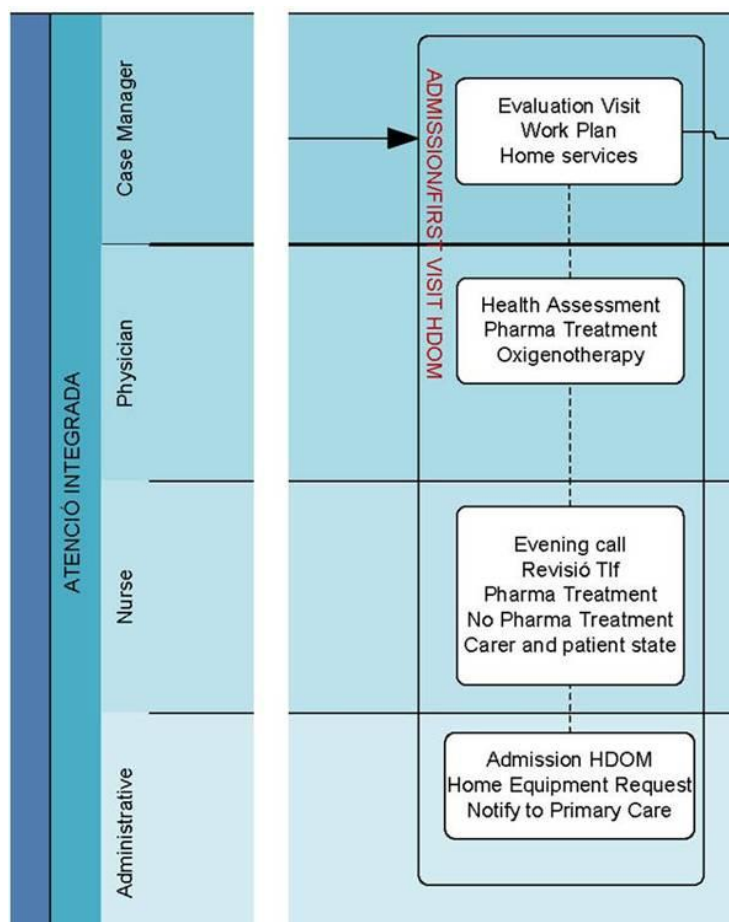 ATENCIÓ INTEGRADA
Case Manager
Physician
Nurse
Administrative
ADMISSION/FIRST VISIT HDOM
Evaluation Visit
Work Plan
Home services
Health Assessment
Pharma Treatment
Oxigenotherapy
Evening call
Revisió Tlf
Pharma Treatment
No Pharma Treatment
Carer and patient state
Admission HDOM
Home Equipment Request
Notify to Primary Care